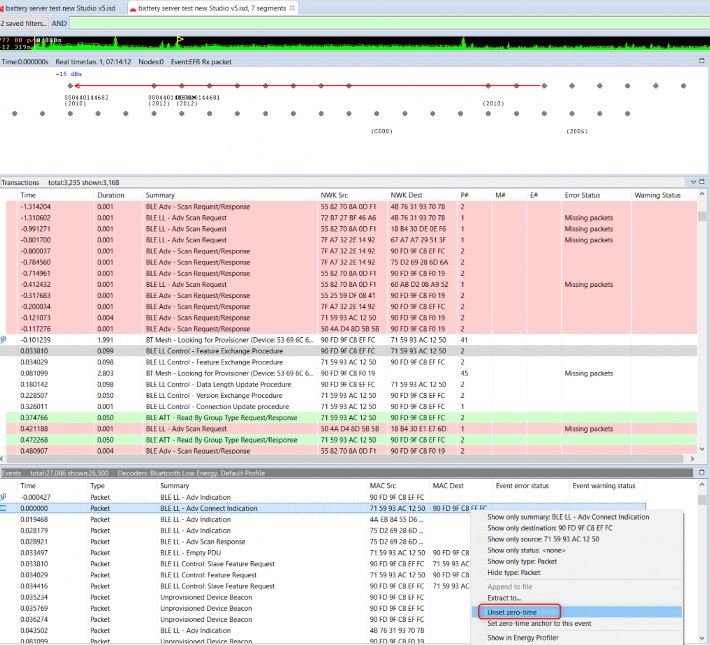 battery server test new Studio v5.isd
battery server test new Studio v5.isd, 7 segments
2 saved filters... AND
Time:0.000000s Real time:Jan. 1, 07:14:12 Nodes:0 Event:EFR Rx packet
-15 dBs
(2010) (2012) (2012) (2010)
(C000) (2006)
Transactions total:3,235 shown:3,168
Time Duration Summary NWK Src NWK Dest P# M# E# Error Status Warning Status
-1.314204 0.001 BLE Adv - Scan Request/Response 55 82 70 8A 0D F1 4B 76 31 93 70 78 2
-1.310602 0.001 BLE LL - Adv Scan Request 72 B7 27 BF 46 A6 18 B4 30 DE 0E F6 1 Missing packets
-0.991271 0.001 BLE LL - Adv Scan Request 55 82 70 8A 0D F1 18 B4 30 DE 0E F6 1 Missing packets
-0.801700 0.001 BLE LL - Adv Scan Request 7F A7 32 2E 14 92 67 A7 A7 29 51 3F 1 Missing packets
-0.800037 0.001 BLE Adv - Scan Request/Response 7F A7 32 2E 14 92 90 FD 9F C8 EF FC 2
-0.784560 0.001 BLE Adv - Scan Request/Response 7F A7 32 2E 14 92 75 D2 69 28 6D 6A 2
-0.714961 0.001 BLE Adv - Scan Request/Response 55 82 70 8A 0D F1 90 FD 9F C8 F0 19 2
-0.412432 0.001 BLE LL - Adv Scan Request 55 82 70 8A 0D F1 60 AB D2 08 A9 52 1 Missing packets
-0.317683 0.001 BLE Adv - Scan Request/Response 55 25 59 DF 08 41 90 FD 9F C8 F0 19 2
-0.200034 0.001 BLE Adv - Scan Request/Response 7F A7 32 2E 14 92 90 FD 9F C8 EF FC 2
-0.121073 0.004 BLE Adv - Scan Request/Response 71 59 93 AC 12 50 90 FD 9F C8 F0 19 2
-0.117276 0.001 BLE Adv - Scan Request/Response 50 4A D4 8D 5B 5B 90 FD 9F C8 F0 19 2
-0.101239 1.991 BT Mesh - Looking for Provisioner (Device: 53 69 6C 6... 90 FD 9F C8 EF FC 71 59 93 AC 12 50 41
0.033810 0.099 BLE LL Control - Feature Exchange Procedure 90 FD 9F C8 EF FC 71 59 93 AC 12 50 2
0.034029 0.098 BLE LL Control - Feature Exchange Procedure 71 59 93 AC 12 50 90 FD 9F C8 EF FC 2
0.081099 2.803 BT Mesh - Looking for Provisioner (Device: 53 69 6C 6... 90 FD 9F C8 F0 19 45 Missing packets
0.180142 0.098 BLE LL Control - Data Length Update Procedure 90 FD 9F C8 EF FC 71 59 93 AC 12 50 2
0.228507 0.050 BLE LL Control - Version Exchange Procedure 71 59 93 AC 12 50 90 FD 9F C8 EF FC 2
0.326011 0.001 BLE LL Control - Connection Update procedure 71 59 93 AC 12 50 90 FD 9F C8 EF FC 1
0.374766 0.050 BLE ATT - Read By Group Type Request/Response 71 59 93 AC 12 50 90 FD 9F C8 EF FC 2
0.421188 0.001 BLE LL - Adv Scan Request 50 4A D4 8D 5B 5B 18 B4 30 E1 E7 6D 1 Missing packets
0.472268 0.050 BLE ATT - Read By Group Type Request/Response 71 59 93 AC 12 50 90 FD 9F C8 EF FC 2
0.480907 0.004 BLE Adv - Scan Request/Response 71 59 93 AC 12 50 90 FD 9F C8 F0 19 2
Events total:27,086 shown:26,500 Decoders: Bluetooth Low Energy, Default Profile
Time Type Summary MAC Src MAC Dest Event error status Event warning status
-0.000427 Packet BLE LL - Adv Indication 90 FD 9F C8 EF FC
0.000000 Packet BLE LL - Adv Connect Indication 71 59 93 AC 12 50 90 FD 9F C8 EF FC
0.019468 Packet BLE LL - Adv Indication 4A EB 84 55 D6 ...
0.028179 Packet BLE LL - Adv Indication 75 D2 69 28 6D ...
0.028921 Packet BLE LL - Adv Scan Response 75 D2 69 28 6D ...
0.033497 Packet BLE LL - Empty PDU 71 59 93 AC 12 50 90 FD 9F C8
0.033810 Packet BLE LL Control: Slave Feature Request 90 FD 9F C8 EF FC 71 59 93 AC
0.034029 Packet BLE LL Control: Feature Request 71 59 93 AC 12 50 90 FD 9F C8
0.034416 Packet BLE LL Control: Slave Feature Request 90 FD 9F C8 EF FC 71 59 93 AC
0.035234 Packet Unprovisioned Device Beacon 90 FD 9F C8 EF FC
0.035769 Packet Unprovisioned Device Beacon 90 FD 9F C8 EF FC
0.036274 Packet Unprovisioned Device Beacon 90 FD 9F C8 EF FC
0.043502 Packet BLE LL - Adv Indication 4B 76 31 93 70 78
0.081099 Packet Unprovisioned Device Beacon 90 FD 9F C8 F0 19
Show only summary: BLE LL - Adv Connect Indication
Show only destination: 90 FD 9F C8 EF FC
Show only source: 71 59 93 AC 12 50
Show only status: <none>
Show only type: Packet
Hide type: Packet
Append to file
Extract to...
Unset zero-time
Set zero-time anchor to this event
Show in Energy Profiler